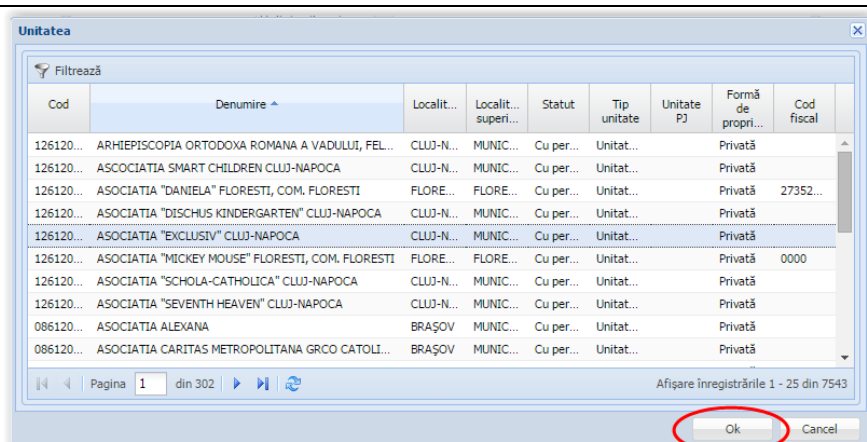 Unitatea
Filtrează
Cod Denumire Localit... Localit... superi... Statut Tip unitate Unitate PJ Formă de propri... Cod fiscal
126120... ARHIEPISCOPIA ORTODOXA ROMANA A VADULUI, FEL... CLUJ-N... MUNIC... Cu per... Unitat... Privată
126120... ASCOCIATIA SMART CHILDREN CLUJ-NAPOCA CLUJ-N... MUNIC... Cu per... Unitat... Privată
126120... ASOCIATIA "DANIELA" FLORESTI, COM. FLORESTI FLORE... FLORE... Cu per... Unitat... Privată 27352...
126120... ASOCIATIA "DISCHUS KINDERGARTEN" CLUJ-NAPOCA CLUJ-N... MUNIC... Cu per... Unitat... Privată
126120... ASOCIATIA "EXCLUSIV" CLUJ-NAPOCA CLUJ-N... MUNIC... Cu per... Unitat... Privată
126120... ASOCIATIA "MICKEY MOUSE" FLORESTI, COM. FLORESTI FLORE... FLORE... Cu per... Unitat... Privată 0000
126120... ASOCIATIA "SCHOLA-CATHOLICA" CLUJ-NAPOCA CLUJ-N... MUNIC... Cu per... Unitat... Privată
126120... ASOCIATIA "SEVENTH HEAVEN" CLUJ-NAPOCA CLUJ-N... MUNIC... Cu per... Unitat... Privată
086120... ASOCIATIA ALEXANA BRAŞOV MUNIC... Cu per... Unitat... Privată
086120... ASOCIATIA CARITAS METROPOLITANA GRCO CATOLI... BRAŞOV MUNIC... Cu per... Unitat... Privată
Pagina 1 din 302 Afişare înregistrările 1 - 25 din 7543
Ok Cancel